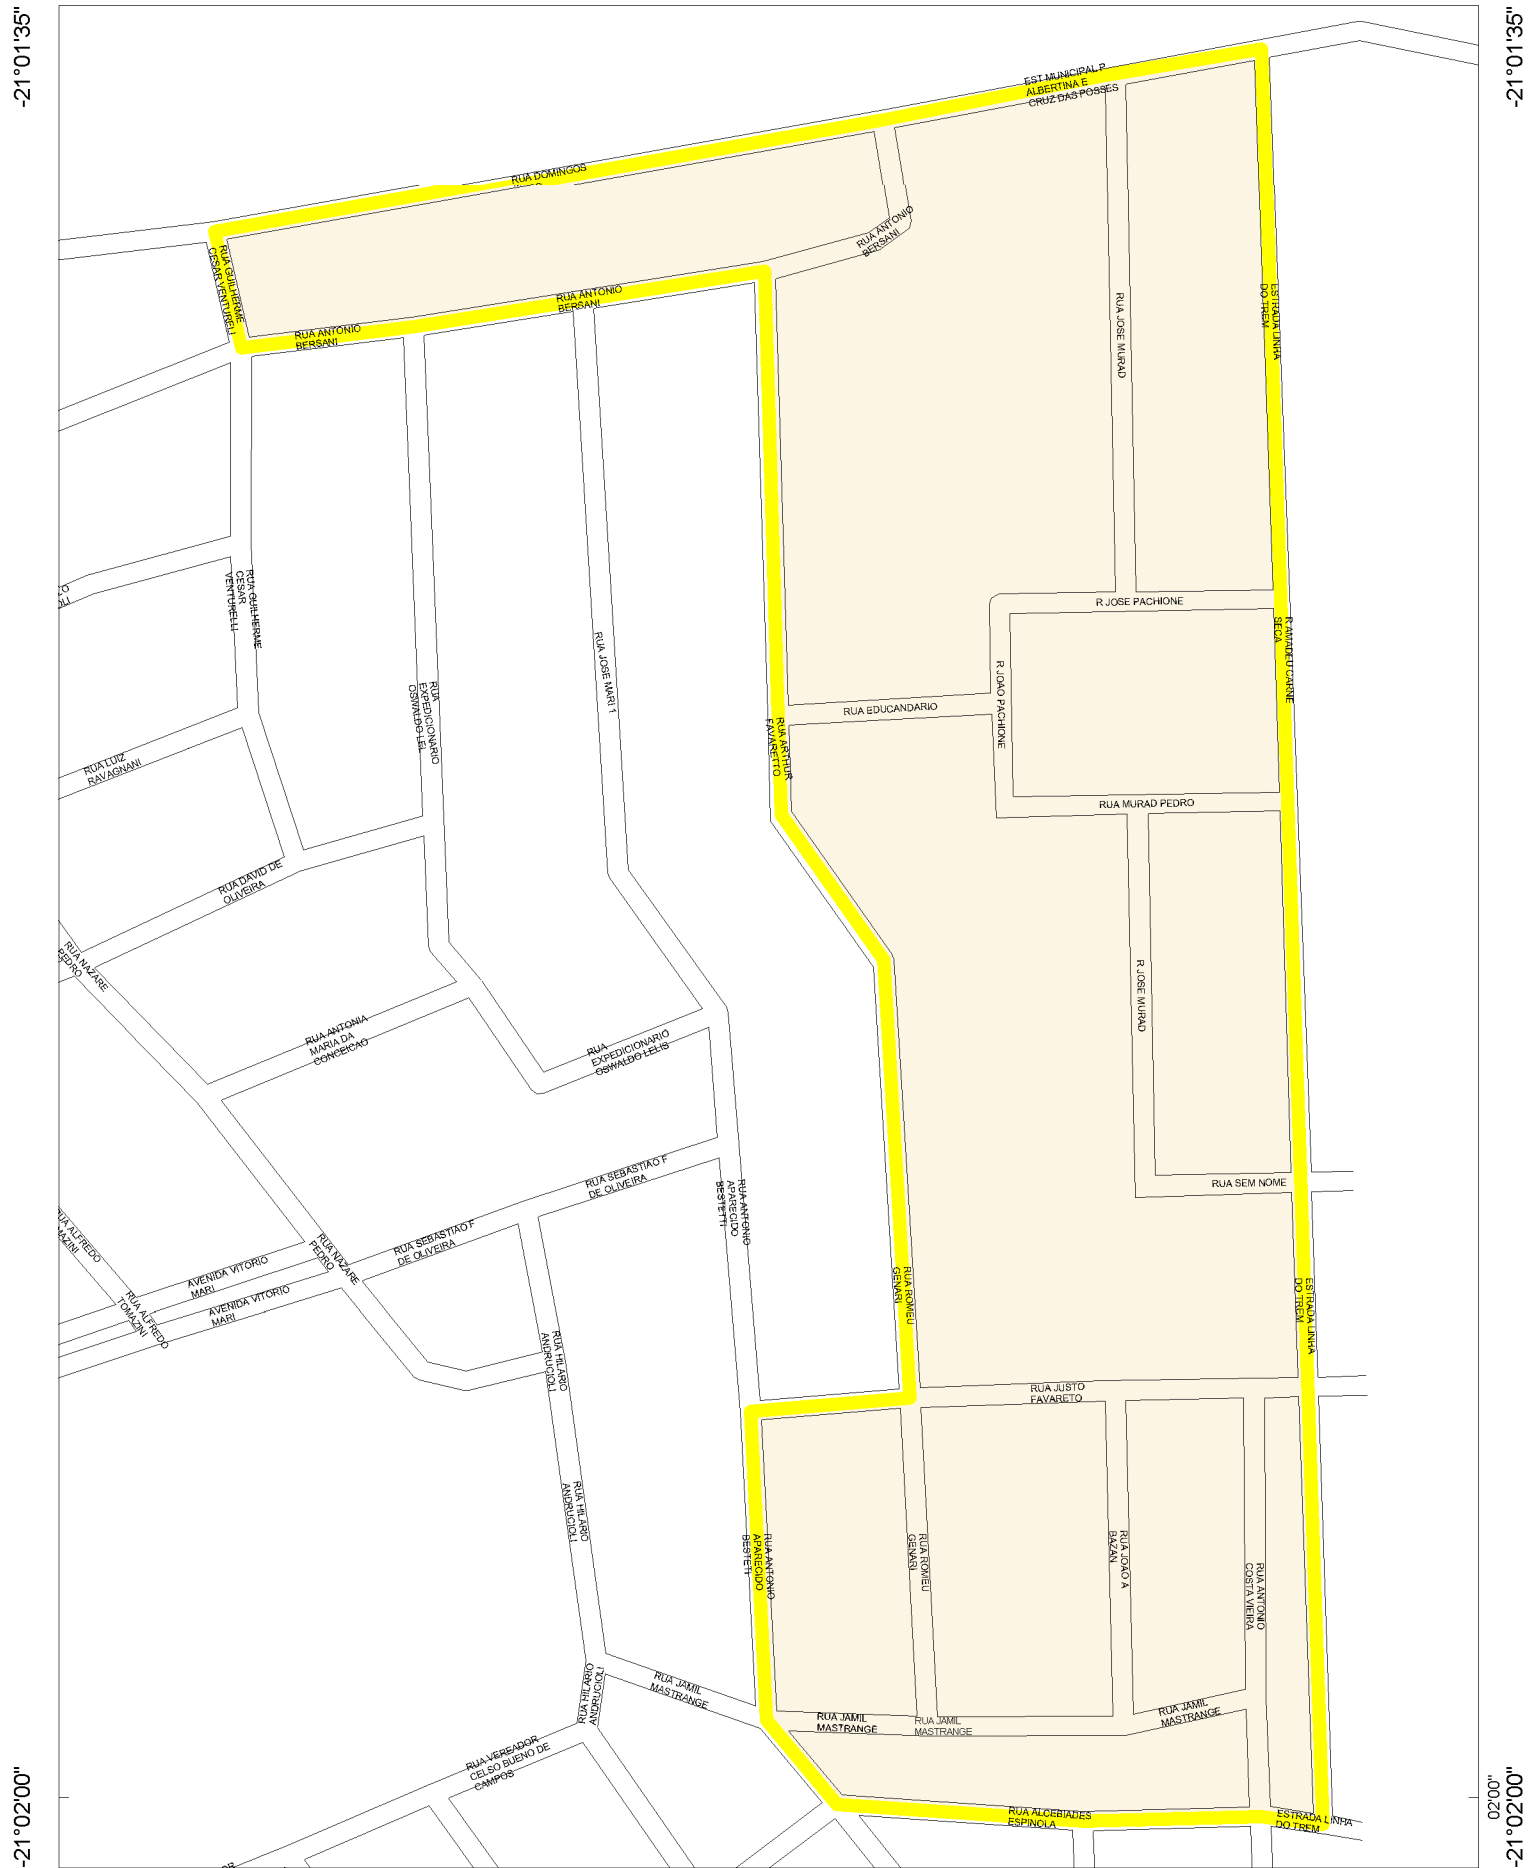 -21°01'35"
-21°01'35"
EST MUNICIPAL P
ALBERTINA E
CRUZ DAS POSSES
RUA DOMINGOS
RUA GUILHERME
CESAR VENTURELI
RUA ANTONIO
BERSANI
RUA ANTONIO
BERSANI
RUA ANTONIO
BERSANI
ESTRADA LINHA
DO TREM
RUA JOSE MURAD
RUA GUILHERME
CESAR
VENTURELLI
R JOSE PACHIONE
R AMADEU CARNE
SECA
RUA JOSE MARI 1
RUA
EXPEDICIONARIO
OSWALDO LEL
R JOAO PACHIONE
RUA EDUCANDARIO
RUA ARTHUR
FAVARETTO
RUA LUIZ
RAVAGNANI
RUA MURAD PEDRO
RUA DAVID DE
OLIVEIRA
RUA NAZARE
PEDRO
R JOSE MURAD
RUA ANTONIA
MARIA DA
CONCEICAO
RUA
EXPEDICIONARIO
OSWALDO LELIS
RUA SEBASTIAO F
DE OLIVEIRA
RUA ANTONIO
APARECIDO
BESTETTI
RUA SEM NOME
RUA ALFREDO
MAZINI
RUA SEBASTIAO F
DE OLIVEIRA
RUA NAZARE
PEDRO
AVENIDA VITORIO
MARI
AVENIDA VITORIO
MARI
RUA ALFREDO
TOMAZINI
RUA ROMEU
GENARI
ESTRADA LINHA
DO TREM
RUA HILARIO
ANDRUCIOLI
RUA JUSTO
FAVARETO
RUA HILARIO
ANDRUCIOLI
RUA ANTONIO
APARECIDO
BESTETI
RUA ROMEU
GENARI
RUA JOAO A
BAZAN
RUA ANTONIO
COSTA VIEIRA
RUA HILARIO
ANDRUCIOLI
RUA JAMIL
MASTRANGE
RUA JAMIL
MASTRANGE
RUA JAMIL
MASTRANGE
RUA JAMIL
MASTRANGE
RUA VEREADOR
CELSO BUENO DE
CAMPOS
RUA ALCEBIADES
ESPINOLA
ESTRADA LINHA
DO TREM
-21°02'00"
02'00"
-21°02'00"